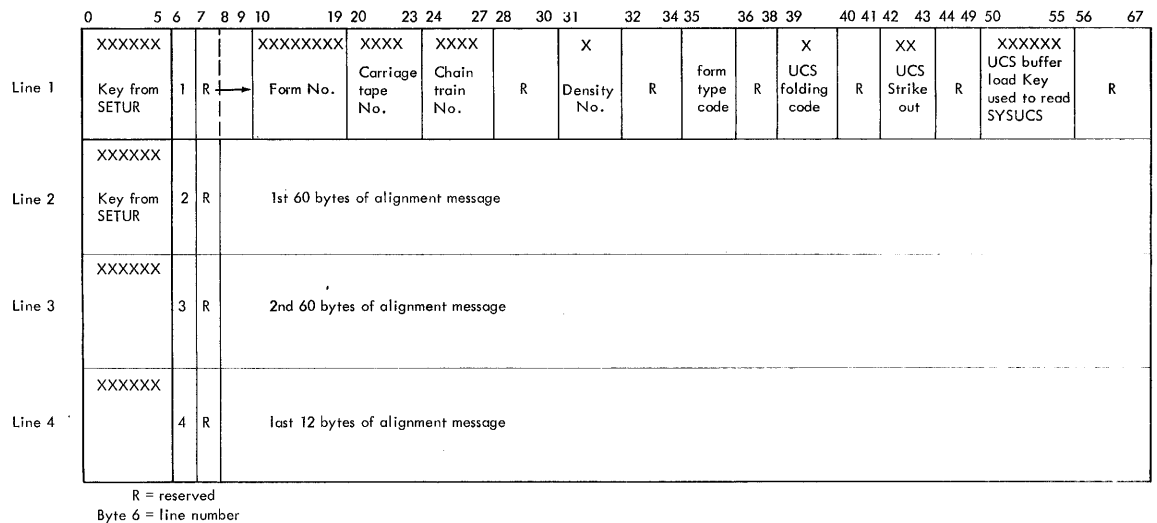 0 5 6 7 8 9 10 19 20 23 24 27 28 30 31 32 34 35 36 38 39 40 41 42 43 44 49 50 55 56 67
Line 1
XXXXXX
Key from
SETUR
1
R
XXXXXXXX
Form No.
XXXX
Carriage
tape
No.
XXXX
Chain
train
No.
R
X
Density
No.
R
form
type
code
R
X
UCS
folding
code
R
XX
UCS
Strike
out
R
XXXXXX
UCS buffer
load Key
used to read
SYSUCS
R
Line 2
XXXXXX
Key from
SETUR
2
R
1st 60 bytes of alignment message
Line 3
XXXXXX
3
R
2nd 60 bytes of alignment message
Line 4
XXXXXX
4
R
last 12 bytes of alignment message
R = reserved
Byte 6 = line number